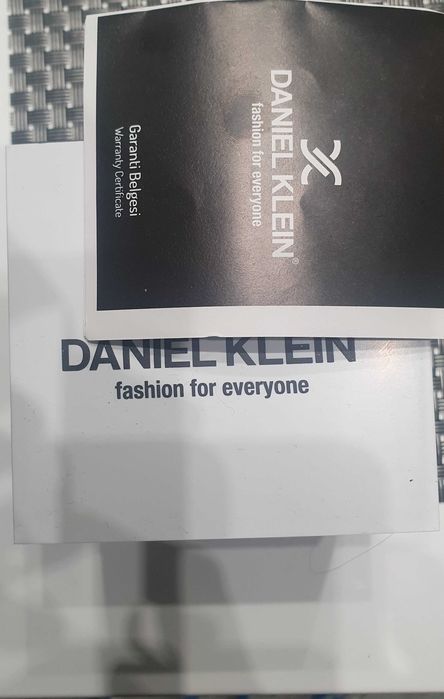 DANIEL KLEIN®
fashion for everyone
Garanti Belgesi
Warranty Certificate
DANIEL KLEIN
fashion for everyone